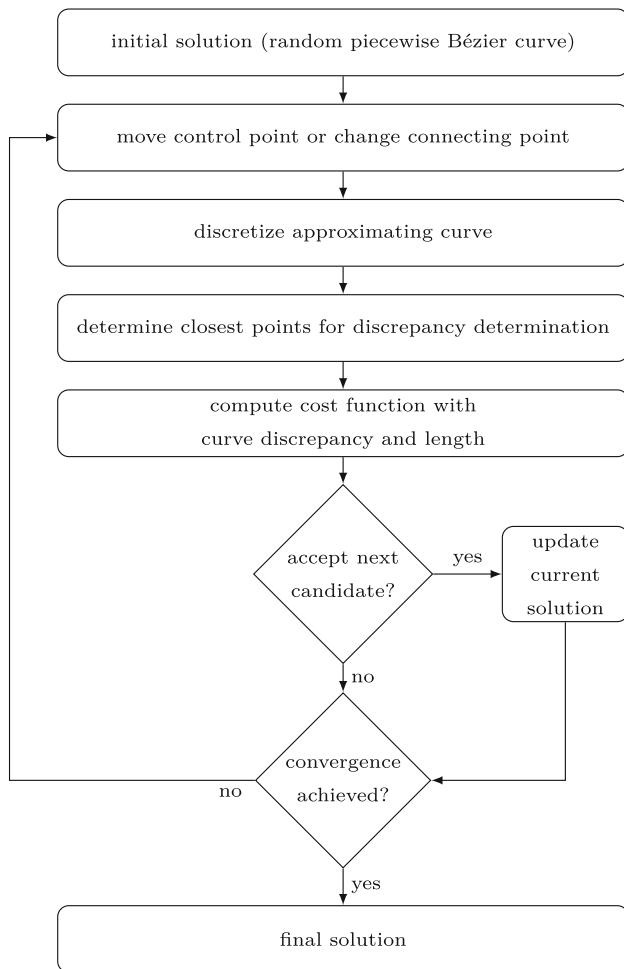 initial solution (random piecewise Bézier curve)
move control point or change connecting point
discretize approximating curve
determine closest points for discrepancy determination
compute cost function with
curve discrepancy and length
accept next
candidate?
yes
update
current
solution
no
convergence
achieved?
no
yes
final solution